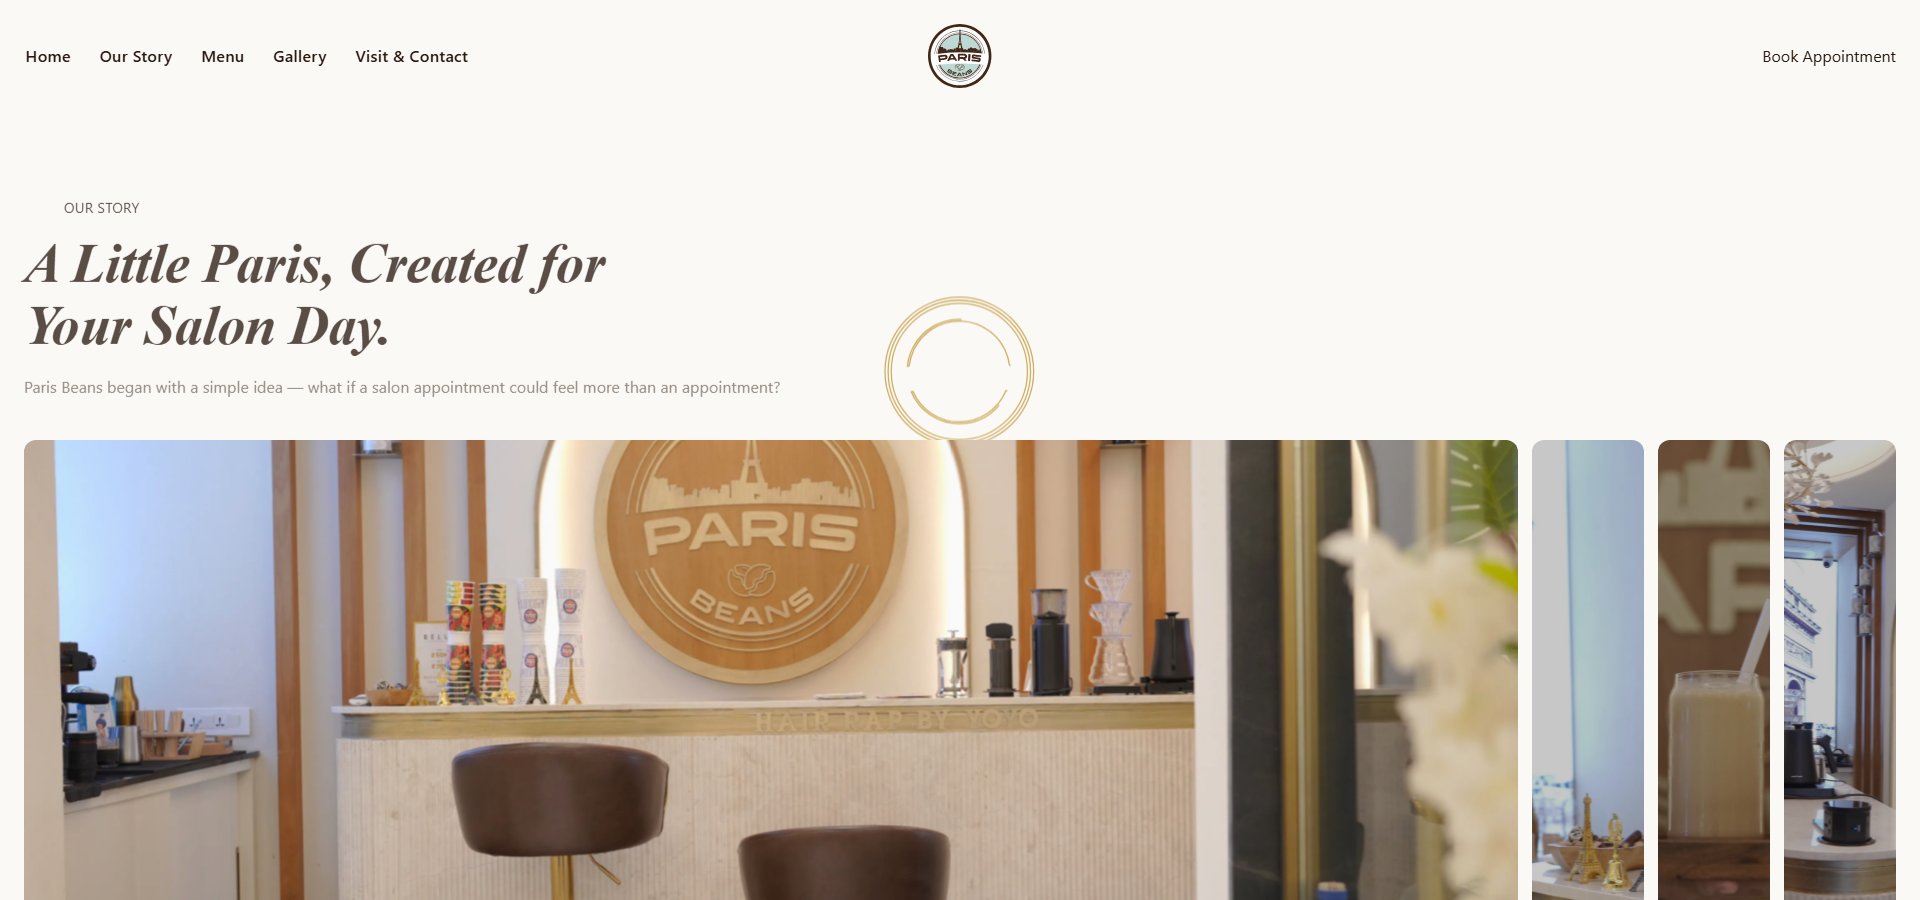 Home
Our Story
Menu
Gallery
Visit & Contact
PARIS
BEANS
Book Appointment
OUR STORY
A Little Paris, Created for
Your Salon Day.
Paris Beans began with a simple idea — what if a salon appointment could feel more than an appointment?
PARIS
BEANS
HAIR RAP BY YOYO